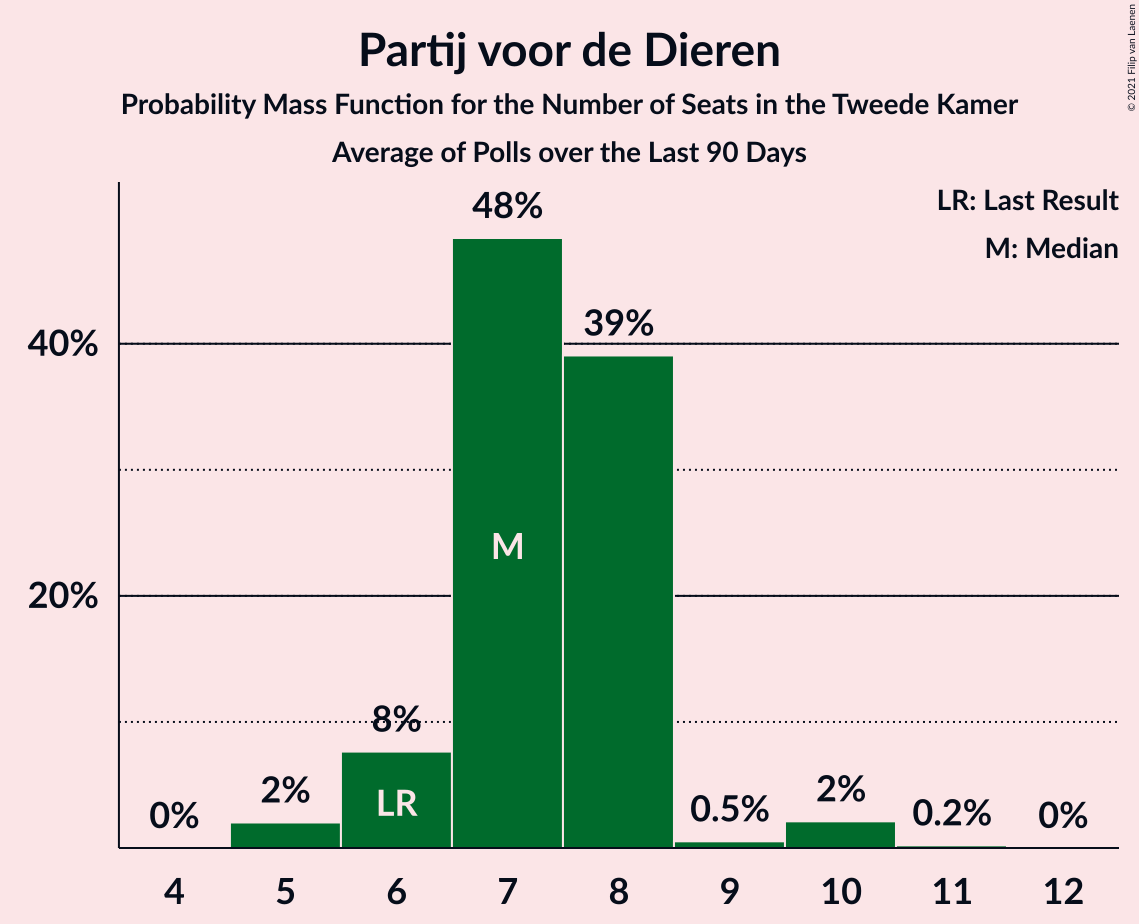 Partij voor de Dieren
Probability Mass Function for the Number of Seats in the Tweede Kamer
Average of Polls over the Last 90 Days
© 2021 Filip van Laenen
LR: Last Result
M: Median
48%
39%
40%
M
20%
8%
2%
LR
0%
0.5%
2%
0.2%
0%
4 5 6 7 8 9 10 11 12